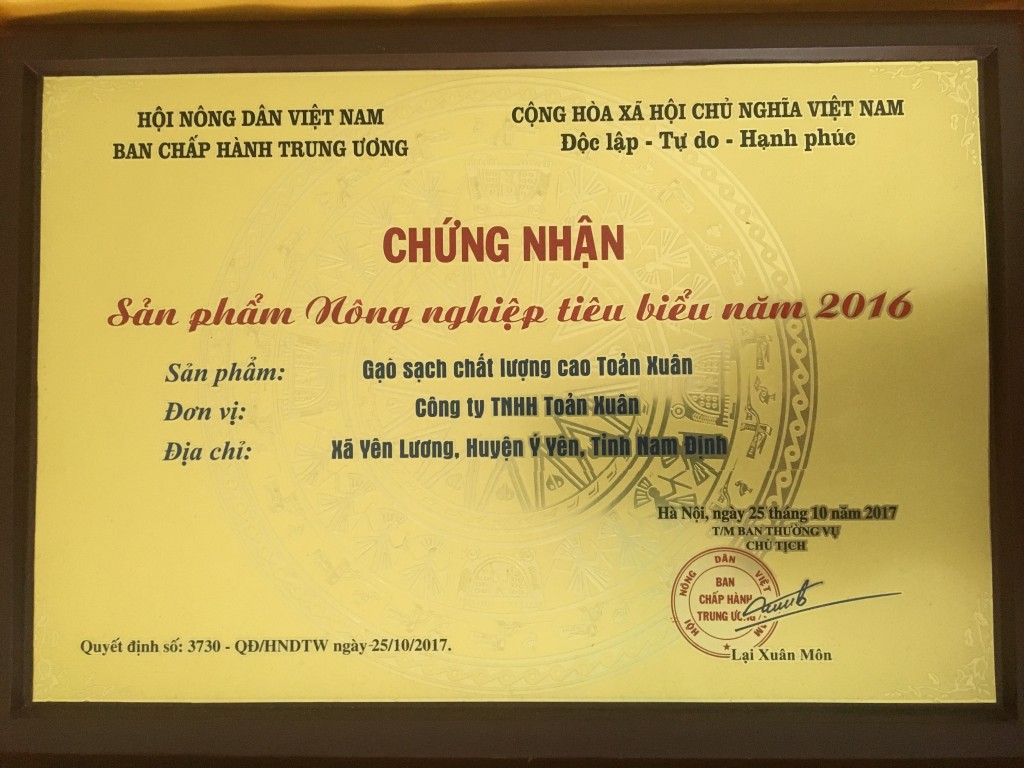 HỘI NÔNG DÂN VIỆT NAM
BAN CHẤP HÀNH TRUNG ƯƠNG
CỘNG HÒA XÃ HỘI CHỦ NGHĨA VIỆT NAM
Độc lập - Tự do - Hạnh phúc
CHỨNG NHẬN
Sản phẩm Nông nghiệp tiêu biểu năm 2016
Sản phẩm: Gạo sạch chất lượng cao Toản Xuân
Đơn vị: Công ty TNHH Toản Xuân
Địa chỉ: Xã Yên Lương, Huyện Ý Yên, Tỉnh Nam Định
Hà Nội, ngày 25 tháng 10 năm 2017
T/M BAN THƯỜNG VỤ
CHỦ TỊCH
HỘI NÔNG DÂN VIỆT NAM
BAN
CHẤP HÀNH
TRUNG ƯƠNG
Lại Xuân Môn
Quyết định số: 3730 - QĐ/HNDTW ngày 25/10/2017.